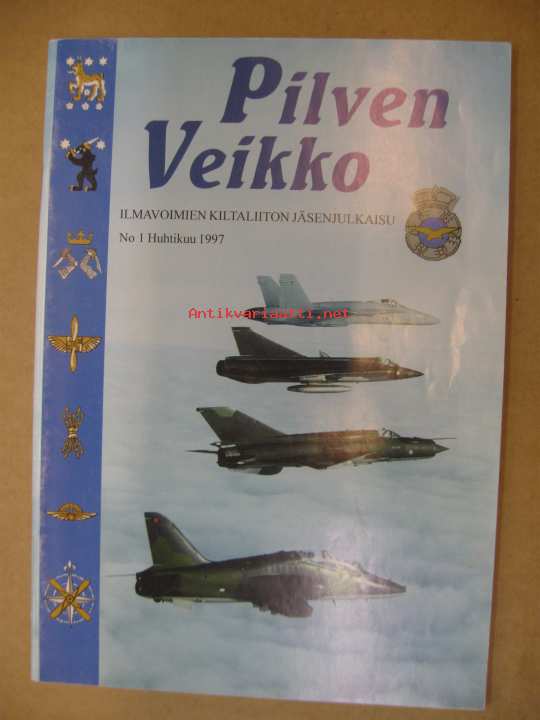 Pilven
Veikko
ILMAVOIMIEN KILTALIITON JÄSENJULKAISU
No 1 Huhtikuu 1997
Antikvariaatti.net